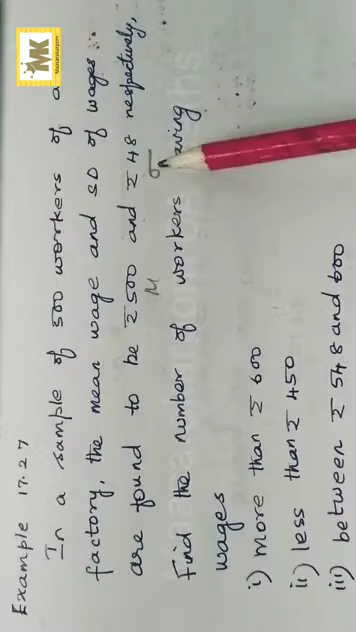 MK
Example 17.27
In a sample of 500 workers of a
factory, the mean wage and SD of wages
are found to be ₹500 and ₹48 respectively,
M σ
Find the number of workers having
wages
i) more than ₹ 600
ii) less than ₹ 450
iii) between ₹ 548 and 600